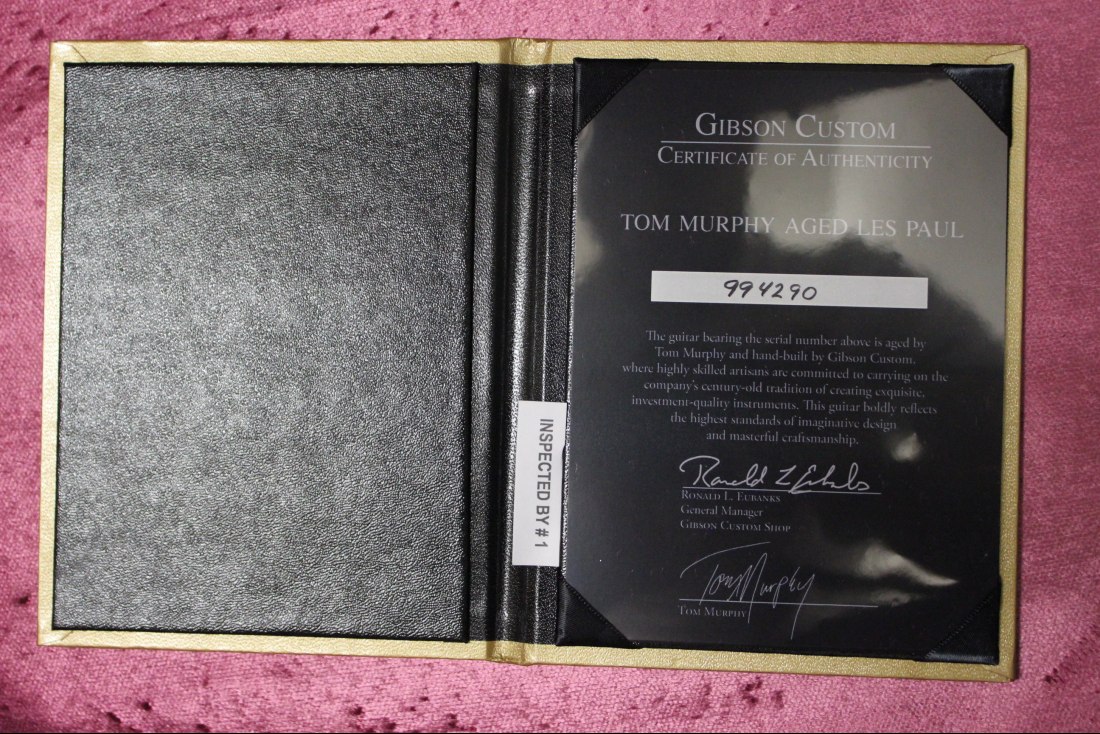 GIBSON CUSTOM
CERTIFICATE OF AUTHENTICITY
TOM MURPHY AGED LES PAUL
994290
The guitar bearing the serial number above is aged by
Tom Murphy and hand-built by Gibson Custom,
where highly skilled artisans are committed to carrying on the
company's century-old tradition of creating exquisite,
investment-quality instruments. This guitar boldly reflects
the highest standards of imaginative design
and masterful craftsmanship.
Ronald L Eubanks
RONALD L. EUBANKS
General Manager
GIBSON CUSTOM SHOP
Tom Murphy
TOM MURPHY
INSPECTED BY # 1